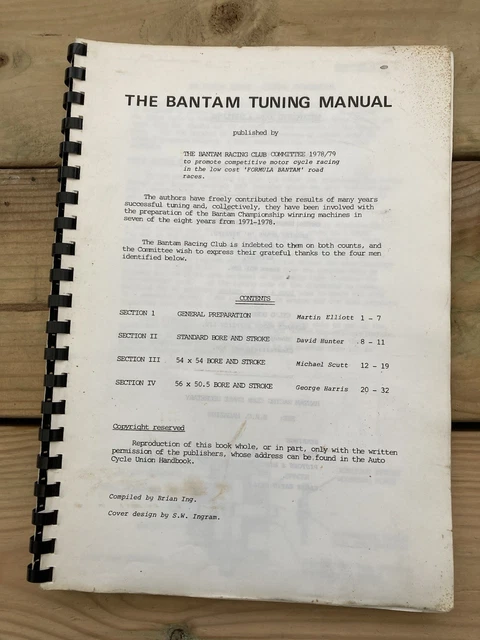 THE BANTAM TUNING MANUAL
published by
THE BANTAM RACING CLUB COMMITTEE 1978/79
to promote competitive motor cycle racing
in the low cost 'FORMULA BANTAM' road
races.
The authors have freely contributed the results of many years
successful tuning and, collectively, they have been involved with
the preparation of the Bantam Championship winning machines in
seven of the eight years from 1971-1978.
The Bantam Racing Club is indebted to them on both counts, and
the Committee wish to express their grateful thanks to the four men
identified below.
CONTENTS
SECTION 1 GENERAL PREPARATION Martin Elliott 1 - 7
SECTION II STANDARD BORE AND STROKE David Hunter 8 - 11
SECTION III 54 x 54 BORE AND STROKE Michael Scutt 12 - 19
SECTION IV 56 x 50.5 BORE AND STROKE George Harris 20 - 32
Copyright reserved
Reproduction of this book whole, or in part, only with the written
permission of the publishers, whose address can be found in the Auto
Cycle Union Handbook.
Compiled by Brian Ing.
Cover design by S.W. Ingram.